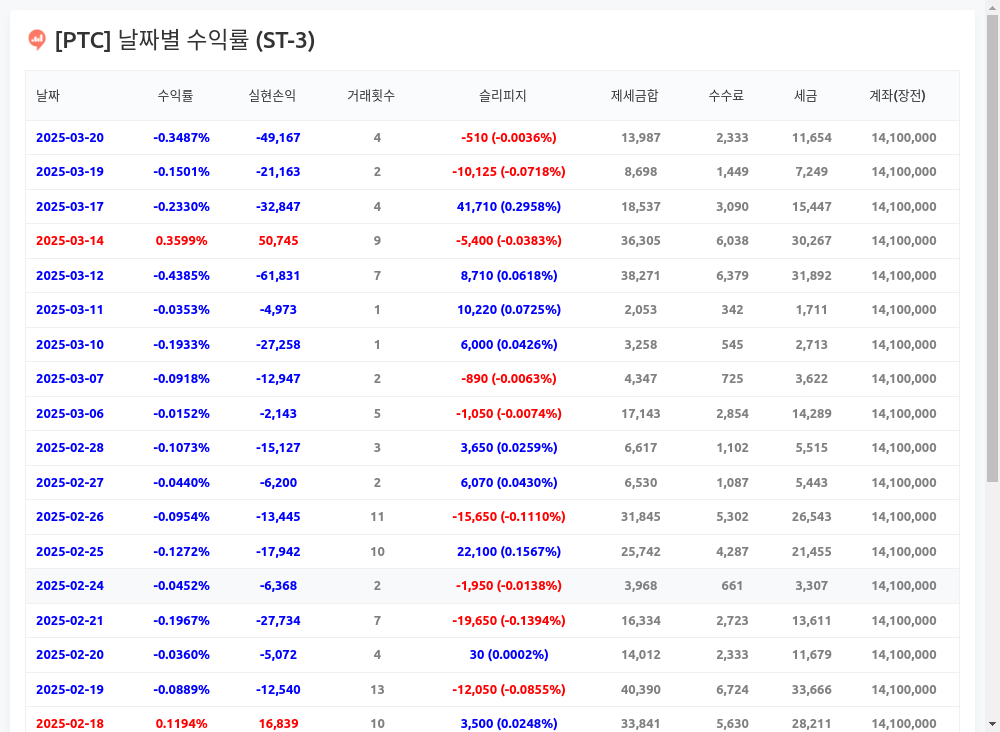 [PTC] 날짜별 수익률 (ST-3)
날짜 수익률 실현손익 거래횟수 슬리피지 제세금합 수수료 세금 계좌(장전)
2025-03-20 -0.3487% -49,167 4 -510 (-0.0036%) 13,987 2,333 11,654 14,100,000
2025-03-19 -0.1501% -21,163 2 -10,125 (-0.0718%) 8,698 1,449 7,249 14,100,000
2025-03-17 -0.2330% -32,847 4 41,710 (0.2958%) 18,537 3,090 15,447 14,100,000
2025-03-14 0.3599% 50,745 9 -5,400 (-0.0383%) 36,305 6,038 30,267 14,100,000
2025-03-12 -0.4385% -61,831 7 8,710 (0.0618%) 38,271 6,379 31,892 14,100,000
2025-03-11 -0.0353% -4,973 1 10,220 (0.0725%) 2,053 342 1,711 14,100,000
2025-03-10 -0.1933% -27,258 1 6,000 (0.0426%) 3,258 545 2,713 14,100,000
2025-03-07 -0.0918% -12,947 2 -890 (-0.0063%) 4,347 725 3,622 14,100,000
2025-03-06 -0.0152% -2,143 5 -1,050 (-0.0074%) 17,143 2,854 14,289 14,100,000
2025-02-28 -0.1073% -15,127 3 3,650 (0.0259%) 6,617 1,102 5,515 14,100,000
2025-02-27 -0.0440% -6,200 2 6,070 (0.0430%) 6,530 1,087 5,443 14,100,000
2025-02-26 -0.0954% -13,445 11 -15,650 (-0.1110%) 31,845 5,302 26,543 14,100,000
2025-02-25 -0.1272% -17,942 10 22,100 (0.1567%) 25,742 4,287 21,455 14,100,000
2025-02-24 -0.0452% -6,368 2 -1,950 (-0.0138%) 3,968 661 3,307 14,100,000
2025-02-21 -0.1967% -27,734 7 -19,650 (-0.1394%) 16,334 2,723 13,611 14,100,000
2025-02-20 -0.0360% -5,072 4 30 (0.0002%) 14,012 2,333 11,679 14,100,000
2025-02-19 -0.0889% -12,540 13 -12,050 (-0.0855%) 40,390 6,724 33,666 14,100,000
2025-02-18 0.1194% 16,839 10 3,500 (0.0248%) 33,841 5,630 28,211 14,100,000